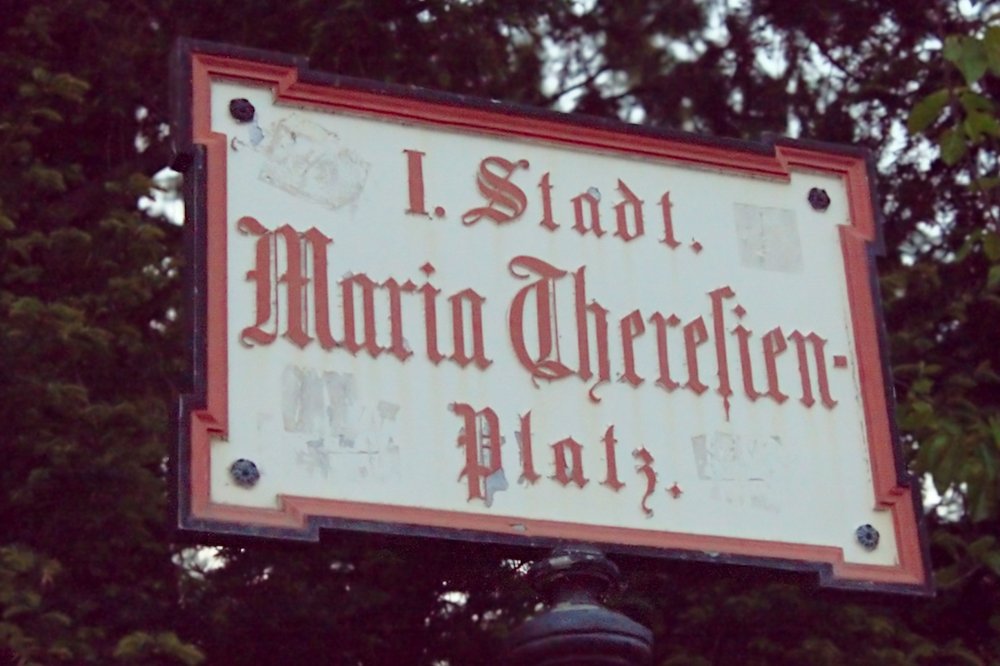 I. Stadt.
Maria Thereſien-
Platz.